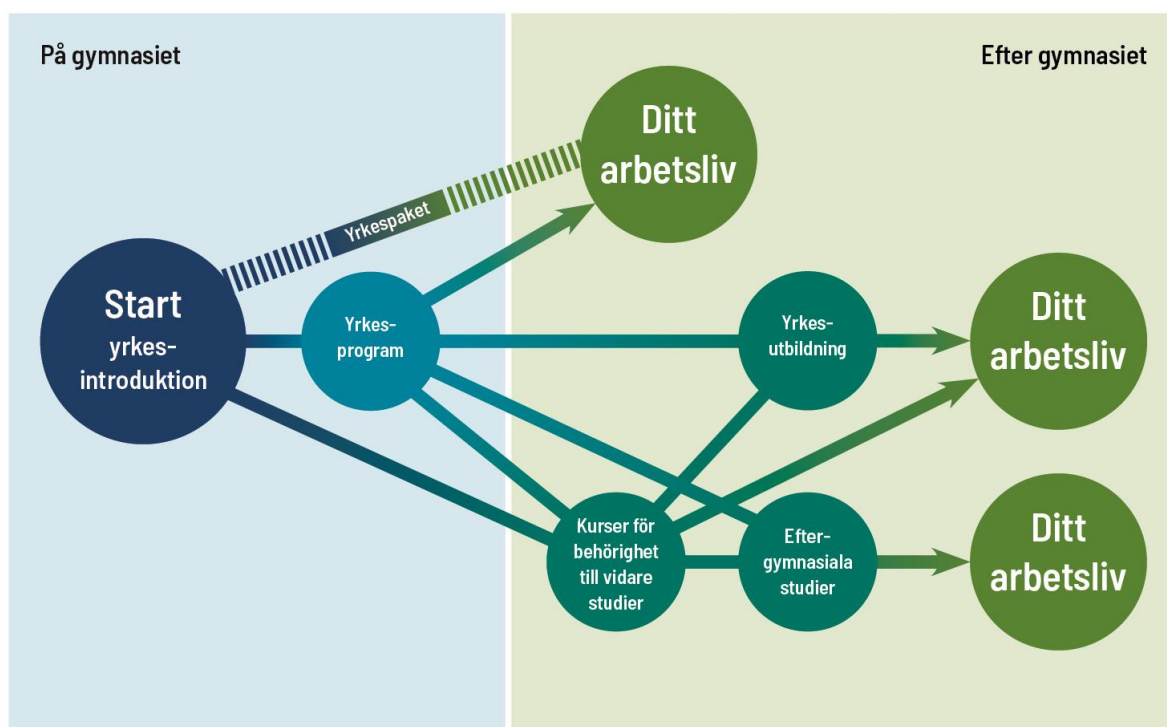 På gymnasiet
Efter gymnasiet
Ditt
arbetsliv
Yrkespaket
Start
yrkes-
introduktion
Yrkes-
program
Yrkes-
utbildning
Ditt
arbetsliv
Kurser för
behörighet
till vidare
studier
Efter-
gymnasiala
studier
Ditt
arbetsliv